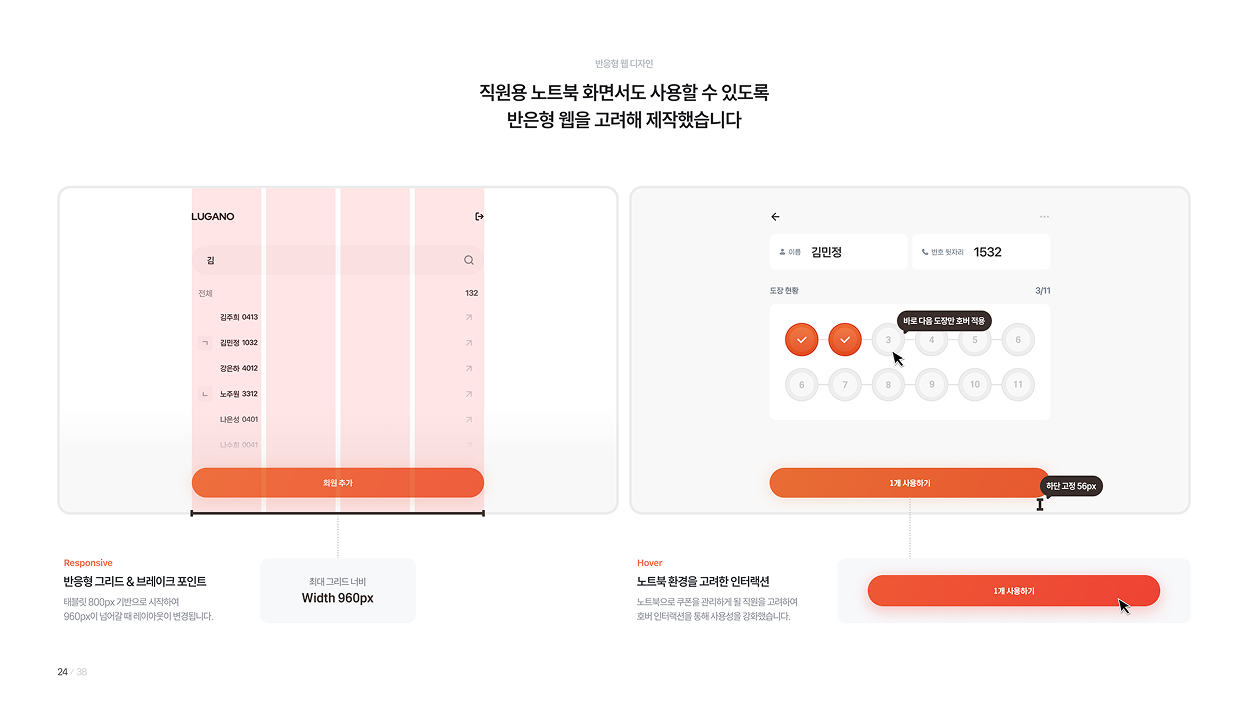 반응형 웹 디자인
직원용 노트북 화면서도 사용할 수 있도록
반은형 웹을 고려해 제작했습니다
LUGANO
김
전체 132
김주희 0413
ㄱ 김민정 1032
강은하 4012
ㄴ 노주원 3312
나은성 0401
나수희 0041
회원 추가
이름 김민정
번호 뒷자리 1532
도장 현황 3/11
바로 다음 도장만 호버 적용
3 4 5 6
6 7 8 9 10 11
1개 사용하기
하단 고정 56px
Responsive
반응형 그리드 & 브레이크 포인트
태블릿 800px 기반으로 시작하여
960px이 넘어갈 때 레이아웃이 변경됩니다.
최대 그리드 너비
Width 960px
Hover
노트북 환경을 고려한 인터랙션
노트북으로 쿠폰을 관리하게 될 직원을 고려하여
호버 인터랙션을 통해 사용성을 강화했습니다.
1개 사용하기
24 / 38